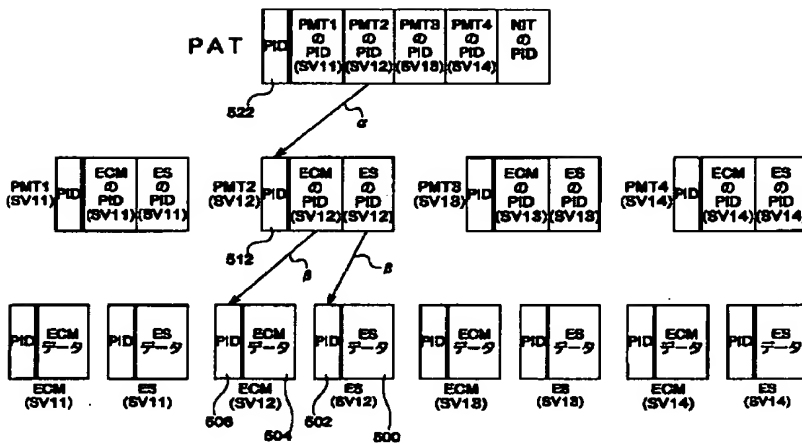 PAT
PID
PMT1
の
PID
(SV11)
PMT2
の
PID
(SV12)
PMT3
の
PID
(SV13)
PMT4
の
PID
(SV14)
NIT
の
PID
522
α
PMT1
(SV11)
PID
ECM
の
PID
(SV11)
ES
の
PID
(SV11)
PMT2
(SV12)
PID
ECM
の
PID
(SV12)
ES
の
PID
(SV12)
PMT3
(SV13)
PID
ECM
の
PID
(SV13)
ES
の
PID
(SV13)
PMT4
(SV14)
PID
ECM
の
PID
(SV14)
ES
の
PID
(SV14)
512
β
β
PID
ECM
データ
ECM
(SV11)
PID
ES
データ
ES
(SV11)
PID
ECM
データ
ECM
(SV12)
PID
ES
データ
ES
(SV12)
PID
ECM
データ
ECM
(SV13)
PID
ES
データ
ES
(SV13)
PID
ECM
データ
ECM
(SV14)
PID
ES
データ
ES
(SV14)
506
504
502
500